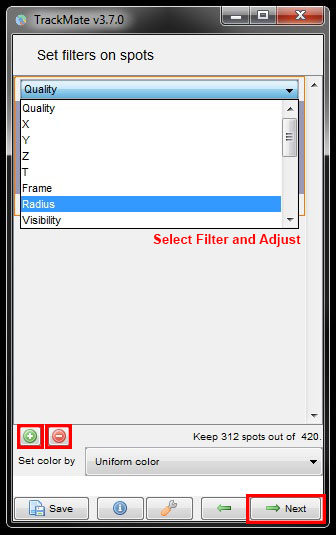 TrackMate v3.7.0
Set filters on spots
Quality
Quality
X
Y
Z
T
Frame
Radius
Visibility
Select Filter and Adjust
Keep 312 spots out of  420.
Set color by
Uniform color
Save
Next